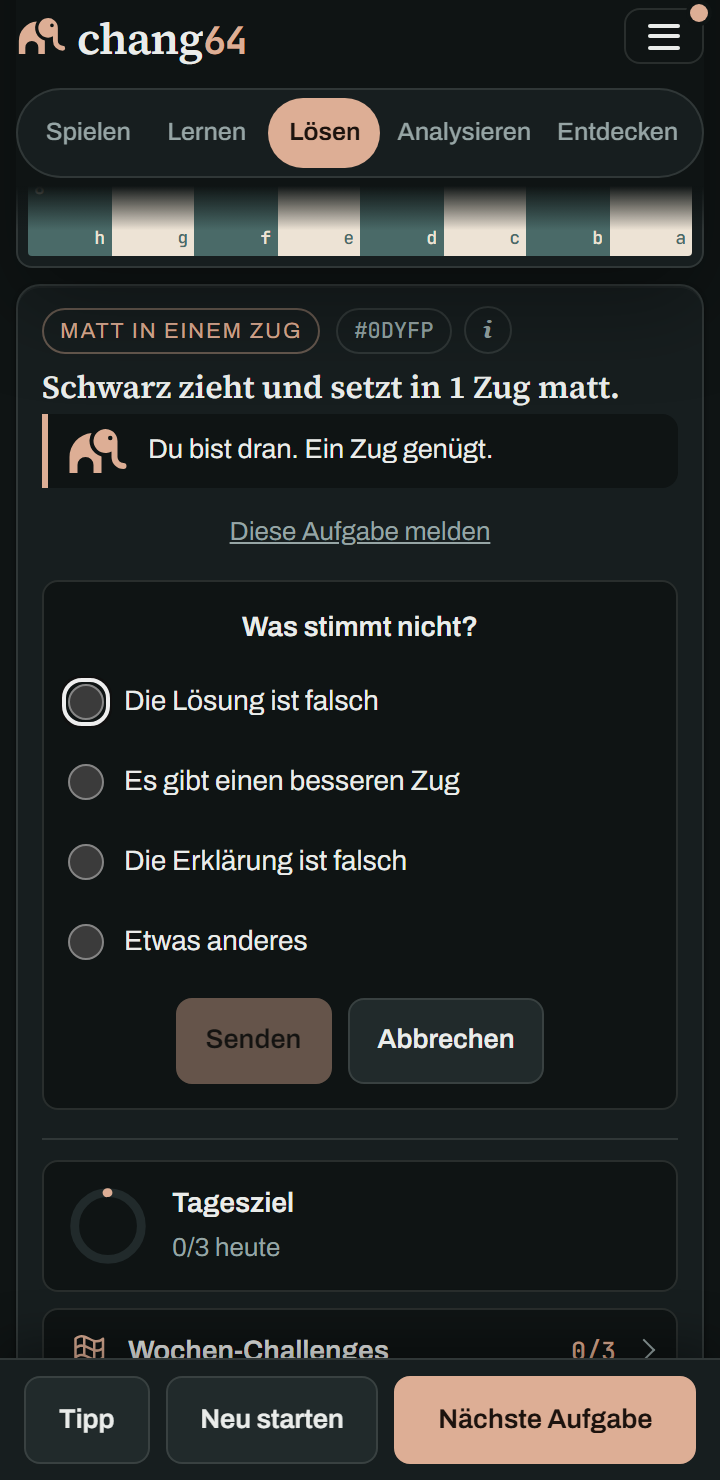 chang64
Spielen Lernen Lösen Analysieren Entdecken
h g f e d c b a
MATT IN EINEM ZUG #0DYFP i
Schwarz zieht und setzt in 1 Zug matt.
Du bist dran. Ein Zug genügt.
Diese Aufgabe melden
Was stimmt nicht?
Die Lösung ist falsch
Es gibt einen besseren Zug
Die Erklärung ist falsch
Etwas anderes
Senden Abbrechen
Tagesziel
0/3 heute
Wochen-Challenges 0/3
Tipp Neu starten Nächste Aufgabe